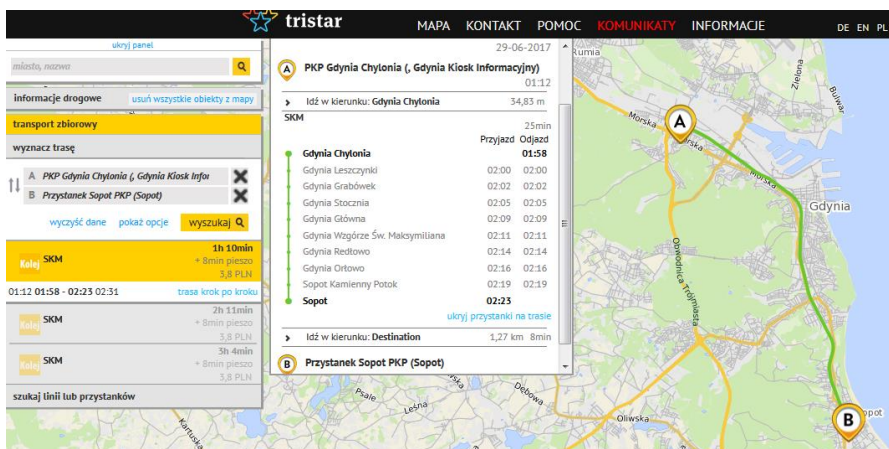 tristar
MAPA KONTAKT POMOC KOMUNIKATY INFORMACJE
DE EN PL
ukryj panel
miasto, nazwa
informacje drogowe
usuń wszystkie obiekty z mapy
transport zbiorowy
wyznacz trasę
A PKP Gdynia Chylonia (, Gdynia Kiosk Infor
B Przystanek Sopot PKP (Sopot)
wyczyść dane pokaż opcje wyszukaj
Kolej SKM
1h 10min
+ 8min pieszo
3,8 PLN
01:12 01:58 - 02:23 02:31 trasa krok po kroku
Kolej SKM
2h 11min
+ 8min pieszo
3,8 PLN
Kolej SKM
3h 4min
+ 8min pieszo
3,8 PLN
szukaj linii lub przystanków
29-06-2017
A PKP Gdynia Chylonia (, Gdynia Kiosk Informacyjny)
01:12
Idź w kierunku: Gdynia Chylonia 34,83 m
SKM
25min
Przyjazd Odjazd
Gdynia Chylonia 01:58
Gdynia Leszczynki 02:00 02:00
Gdynia Grabówek 02:02 02:02
Gdynia Stocznia 02:05 02:05
Gdynia Główna 02:09 02:09
Gdynia Wzgórze Św. Maksymiliana 02:11 02:11
Gdynia Redłowo 02:14 02:14
Gdynia Orłowo 02:16 02:16
Sopot Kamienny Potok 02:19 02:19
Sopot 02:23
ukryj przystanki na trasie
Idź w kierunku: Destination 1,27 km 8min
B Przystanek Sopot PKP (Sopot)
Rumia
Zielona
Bulwar
Morska
A
Morska
Gdynia
Obwodnica Trójmiasta
Psale
Leśna
Dębowa
Oliwska
Kartuska
B